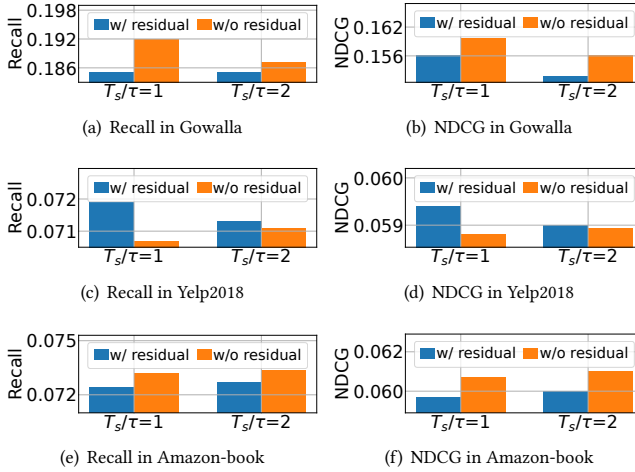 0.198
0.192
0.186
Recall
w/ residual
w/o residual
Ts/τ=1
Ts/τ=2
(a) Recall in Gowalla
0.162
0.156
NDCG
w/ residual
w/o residual
Ts/τ=1
Ts/τ=2
(b) NDCG in Gowalla
0.072
0.071
Recall
w/ residual
w/o residual
Ts/τ=1
Ts/τ=2
(c) Recall in Yelp2018
0.060
0.059
NDCG
w/ residual
w/o residual
Ts/τ=1
Ts/τ=2
(d) NDCG in Yelp2018
0.075
0.072
Recall
w/ residual
w/o residual
Ts/τ=1
Ts/τ=2
(e) Recall in Amazon-book
0.062
0.060
NDCG
w/ residual
w/o residual
Ts/τ=1
Ts/τ=2
(f) NDCG in Amazon-book